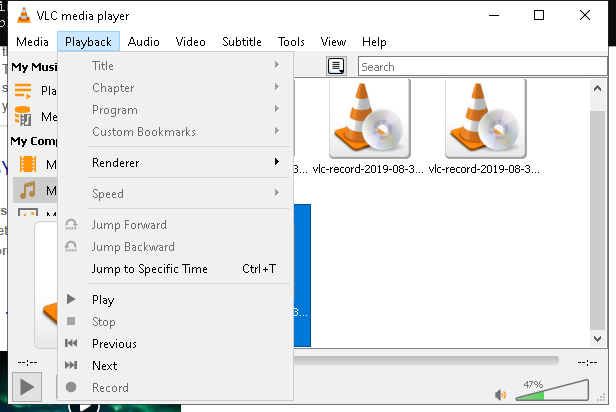 VLC media player
Media Playback Audio Video Subtitle Tools View Help
My Mus
Search
Pla
Me
My Comp
M
M
Title
Chapter
Program
Custom Bookmarks
Renderer
Speed
Jump Forward
Jump Backward
Jump to Specific Time Ctrl+T
Play
Stop
Previous
Next
Record
3... vlc-record-2019-08-3... vlc-record-2019-08-3...
3...
--:-- --:--
47%